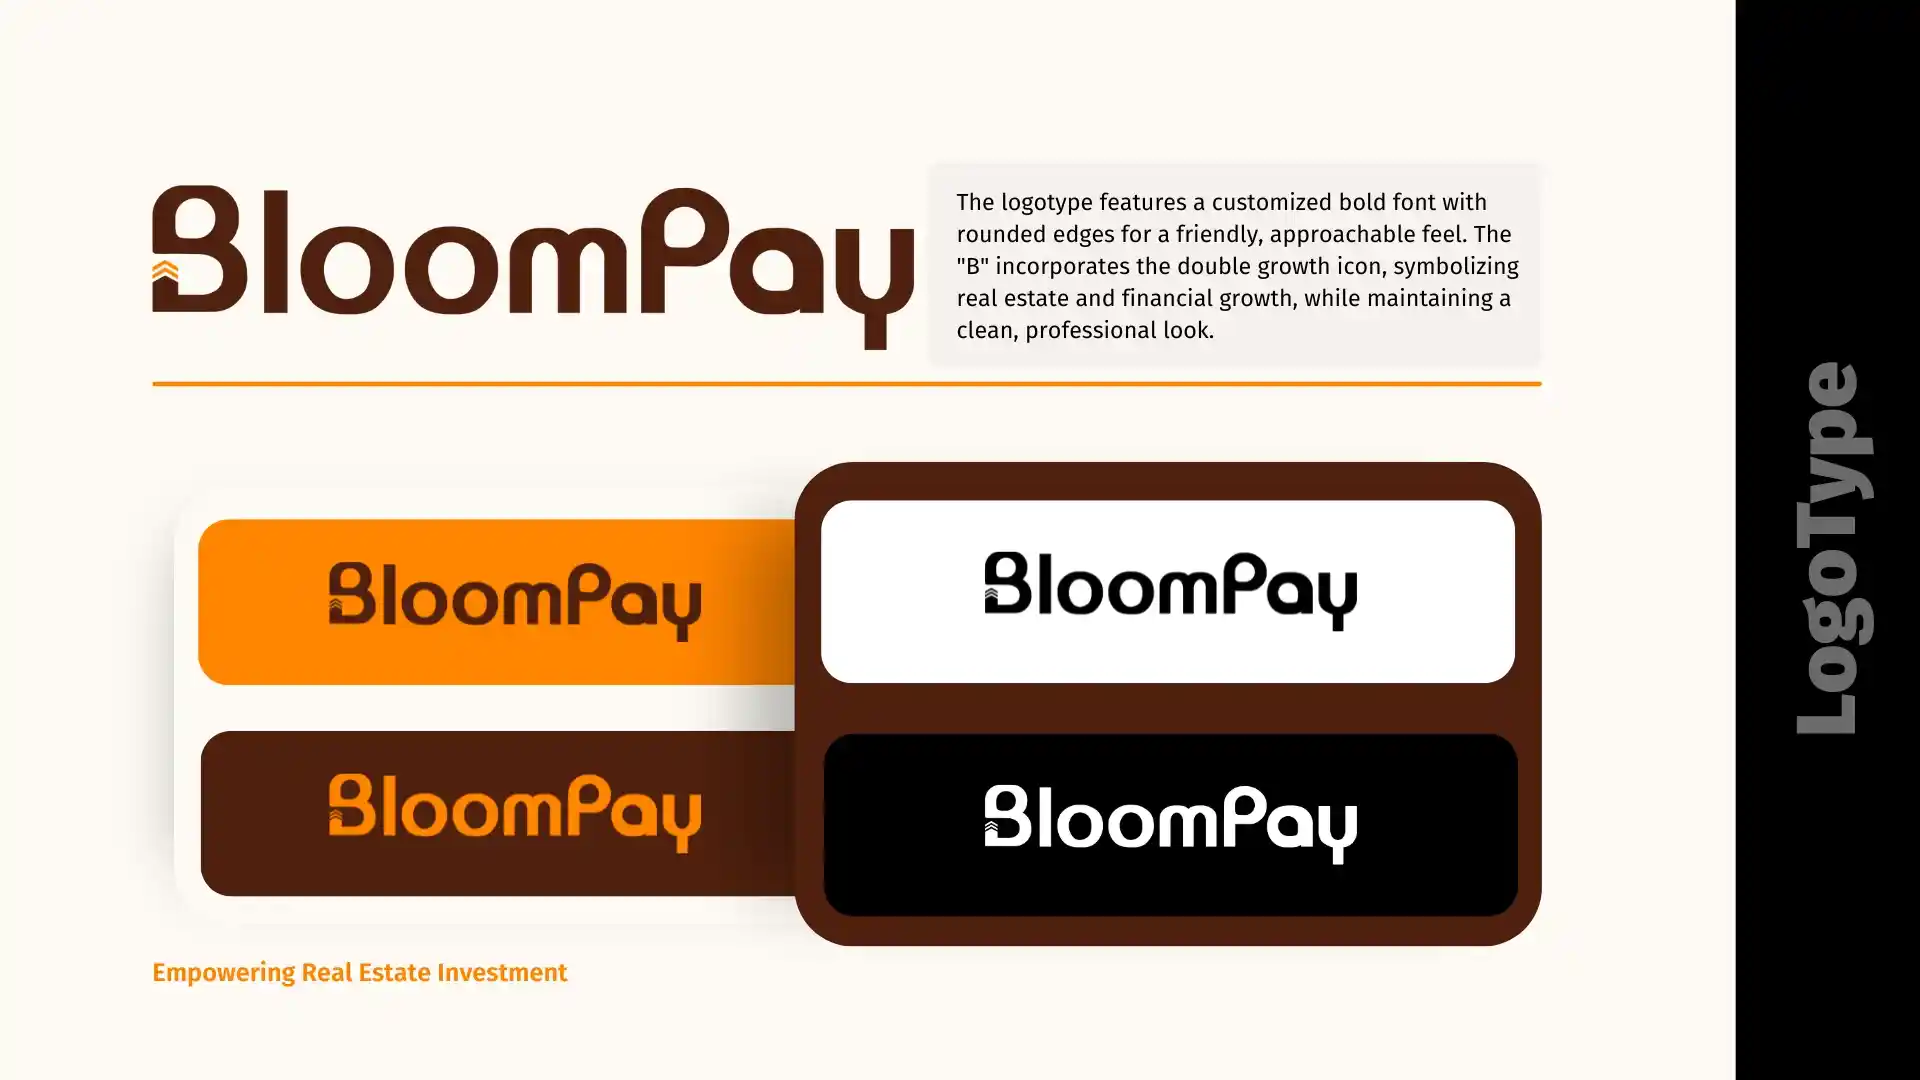 BloomPay
The logotype features a customized bold font with
rounded edges for a friendly, approachable feel. The
"B" incorporates the double growth icon, symbolizing
real estate and financial growth, while maintaining a
clean, professional look.
BloomPay
BloomPay
BloomPay
BloomPay
Empowering Real Estate Investment
LogoType